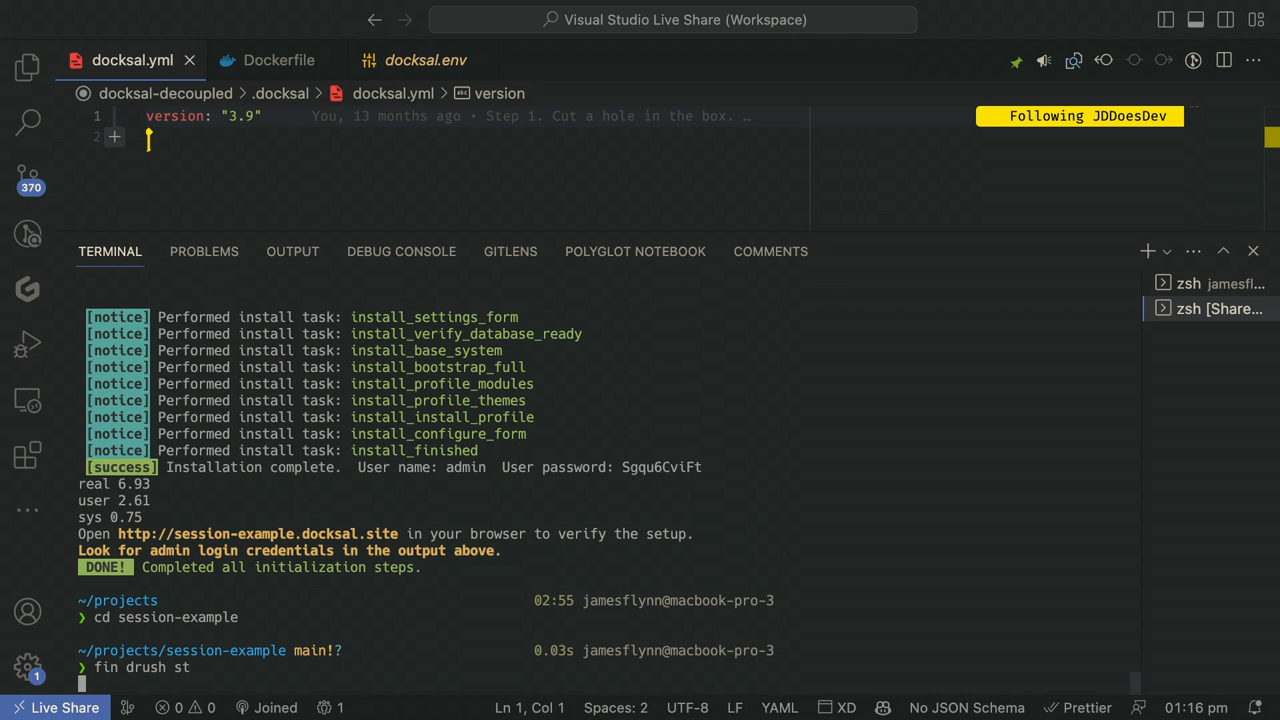 Visual Studio Live Share (Workspace)
docksal.yml
Dockerfile
docksal.env
docksal-decoupled > .docksal > docksal.yml > version
1 version: "3.9" You, 13 months ago • Step 1. Cut a hole in the box. …
Following JDDoesDev
2
370
TERMINAL PROBLEMS OUTPUT DEBUG CONSOLE GITLENS POLYGLOT NOTEBOOK COMMENTS
zsh jamesfl...
zsh [Share...
[notice] Performed install task: install_settings_form
[notice] Performed install task: install_verify_database_ready
[notice] Performed install task: install_base_system
[notice] Performed install task: install_bootstrap_full
[notice] Performed install task: install_profile_modules
[notice] Performed install task: install_profile_themes
[notice] Performed install task: install_install_profile
[notice] Performed install task: install_configure_form
[notice] Performed install task: install_finished
[success] Installation complete. User name: admin User password: Sgqu6CviFt
real 6.93
user 2.61
sys 0.75
Open http://session-example.docksal.site in your browser to verify the setup.
Look for admin login credentials in the output above.
DONE! Completed all initialization steps.
~/projects 02:55 jamesflynn@macbook-pro-3
❯ cd session-example
~/projects/session-example main!? 0.03s jamesflynn@macbook-pro-3
❯ fin drush st
1
Live Share 0 0 Joined 1 Ln 1, Col 1 Spaces: 2 UTF-8 LF YAML XD No JSON Schema Prettier 01:16 pm